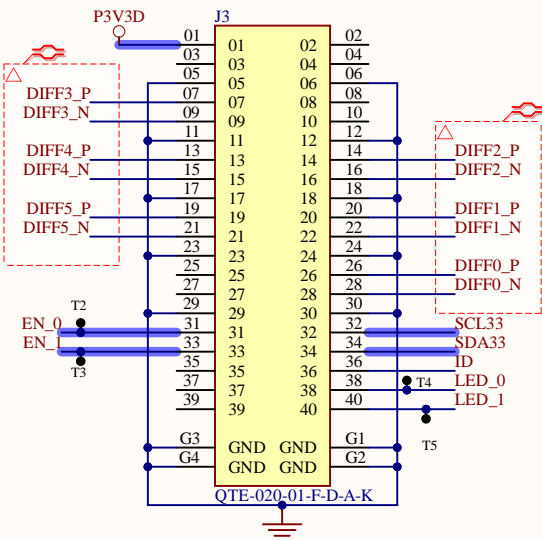 P3V3D
J3
01 01 02 02
03 03 04 04
05 05 06 06
DIFF3_P 07 07 08 08
DIFF3_N 09 09 10 10
11 11 12 12
DIFF4_P 13 13 14 14 DIFF2_P
DIFF4_N 15 15 16 16 DIFF2_N
17 17 18 18
DIFF5_P 19 19 20 20 DIFF1_P
DIFF5_N 21 21 22 22 DIFF1_N
23 23 24 24
25 25 26 26 DIFF0_P
27 27 28 28 DIFF0_N
T2 29 29 30 30
EN_0 31 31 32 32 SCL33
EN_1 33 33 34 34 SDA33
T3 35 35 36 36 ID
37 37 38 38 T4 LED_0
39 39 40 40 LED_1
T5
G3 GND GND G1
G4 GND GND G2
QTE-020-01-F-D-A-K